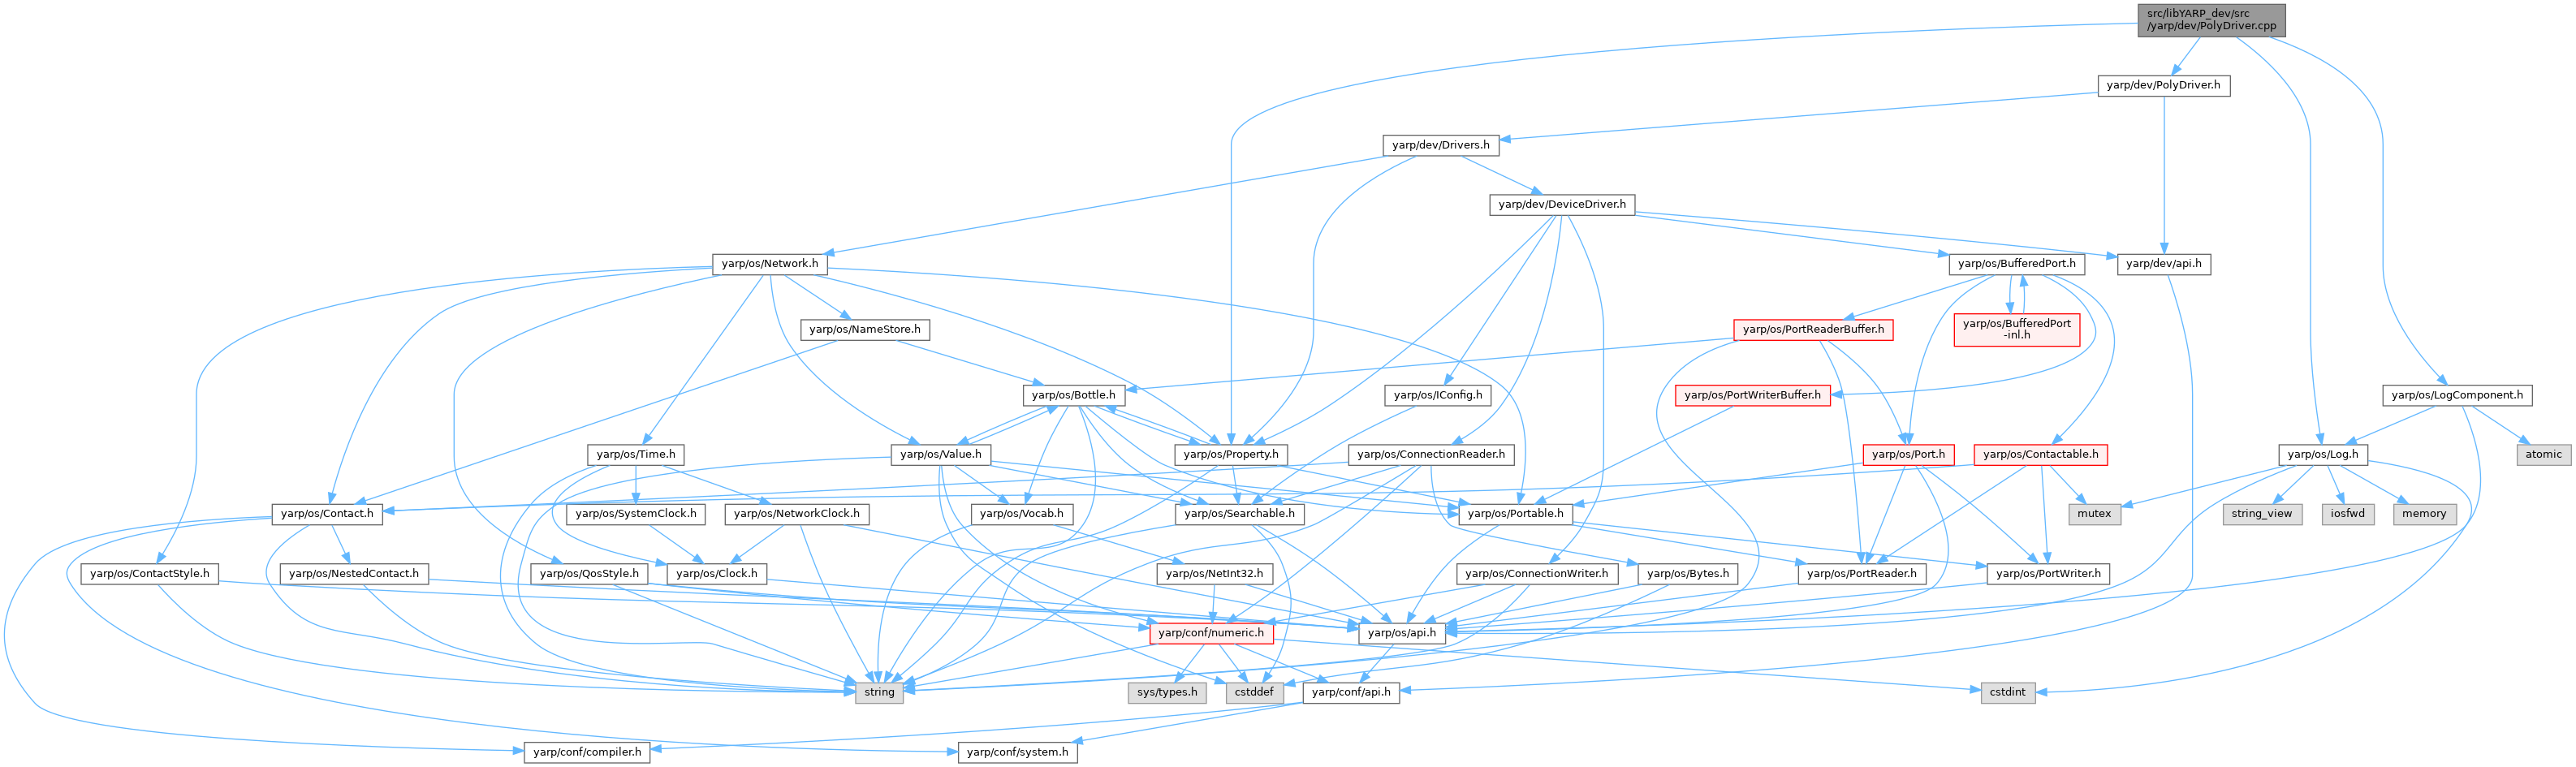 src/libYARP_dev/src
/yarp/dev/PolyDriver.cpp
yarp/dev/PolyDriver.h
yarp/dev/Drivers.h
yarp/dev/DeviceDriver.h
yarp/os/Network.h
yarp/os/BufferedPort.h
yarp/dev/api.h
yarp/os/NameStore.h
yarp/os/PortReaderBuffer.h
yarp/os/BufferedPort
-inl.h
yarp/os/Bottle.h
yarp/os/IConfig.h
yarp/os/PortWriterBuffer.h
yarp/os/LogComponent.h
yarp/os/Time.h
yarp/os/Value.h
yarp/os/Property.h
yarp/os/ConnectionReader.h
yarp/os/Port.h
yarp/os/Contactable.h
yarp/os/Log.h
atomic
yarp/os/Contact.h
yarp/os/SystemClock.h
yarp/os/NetworkClock.h
yarp/os/Vocab.h
yarp/os/Searchable.h
yarp/os/Portable.h
mutex
string_view
iosfwd
memory
yarp/os/ContactStyle.h
yarp/os/NestedContact.h
yarp/os/QosStyle.h
yarp/os/Clock.h
yarp/os/NetInt32.h
yarp/os/ConnectionWriter.h
yarp/os/Bytes.h
yarp/os/PortReader.h
yarp/os/PortWriter.h
yarp/conf/numeric.h
yarp/os/api.h
string
sys/types.h
cstddef
yarp/conf/api.h
cstdint
yarp/conf/compiler.h
yarp/conf/system.h